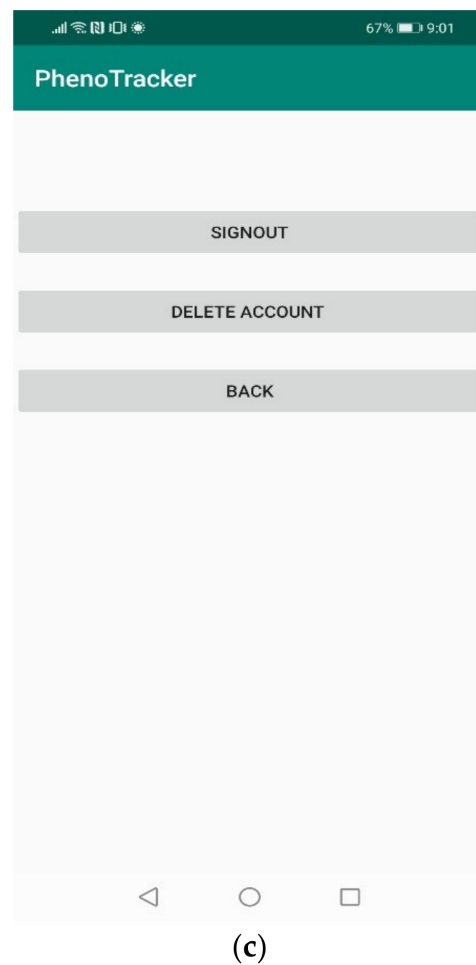 67% 9:01
PhenoTracker
SIGNOUT
DELETE ACCOUNT
BACK
(c)